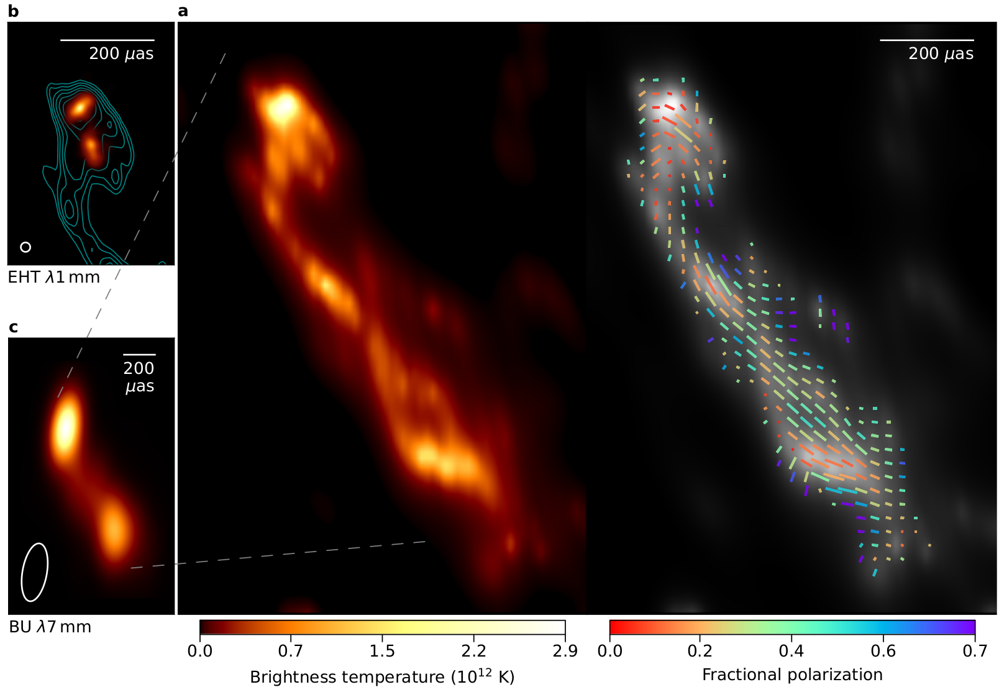 b
a
200 μas
200 μas
EHT λ1 mm
c
200
μas
BU λ7 mm
0.0 0.7 1.5 2.2 2.9
Brightness temperature (10¹² K)
0.0 0.2 0.4 0.6 0.7
Fractional polarization